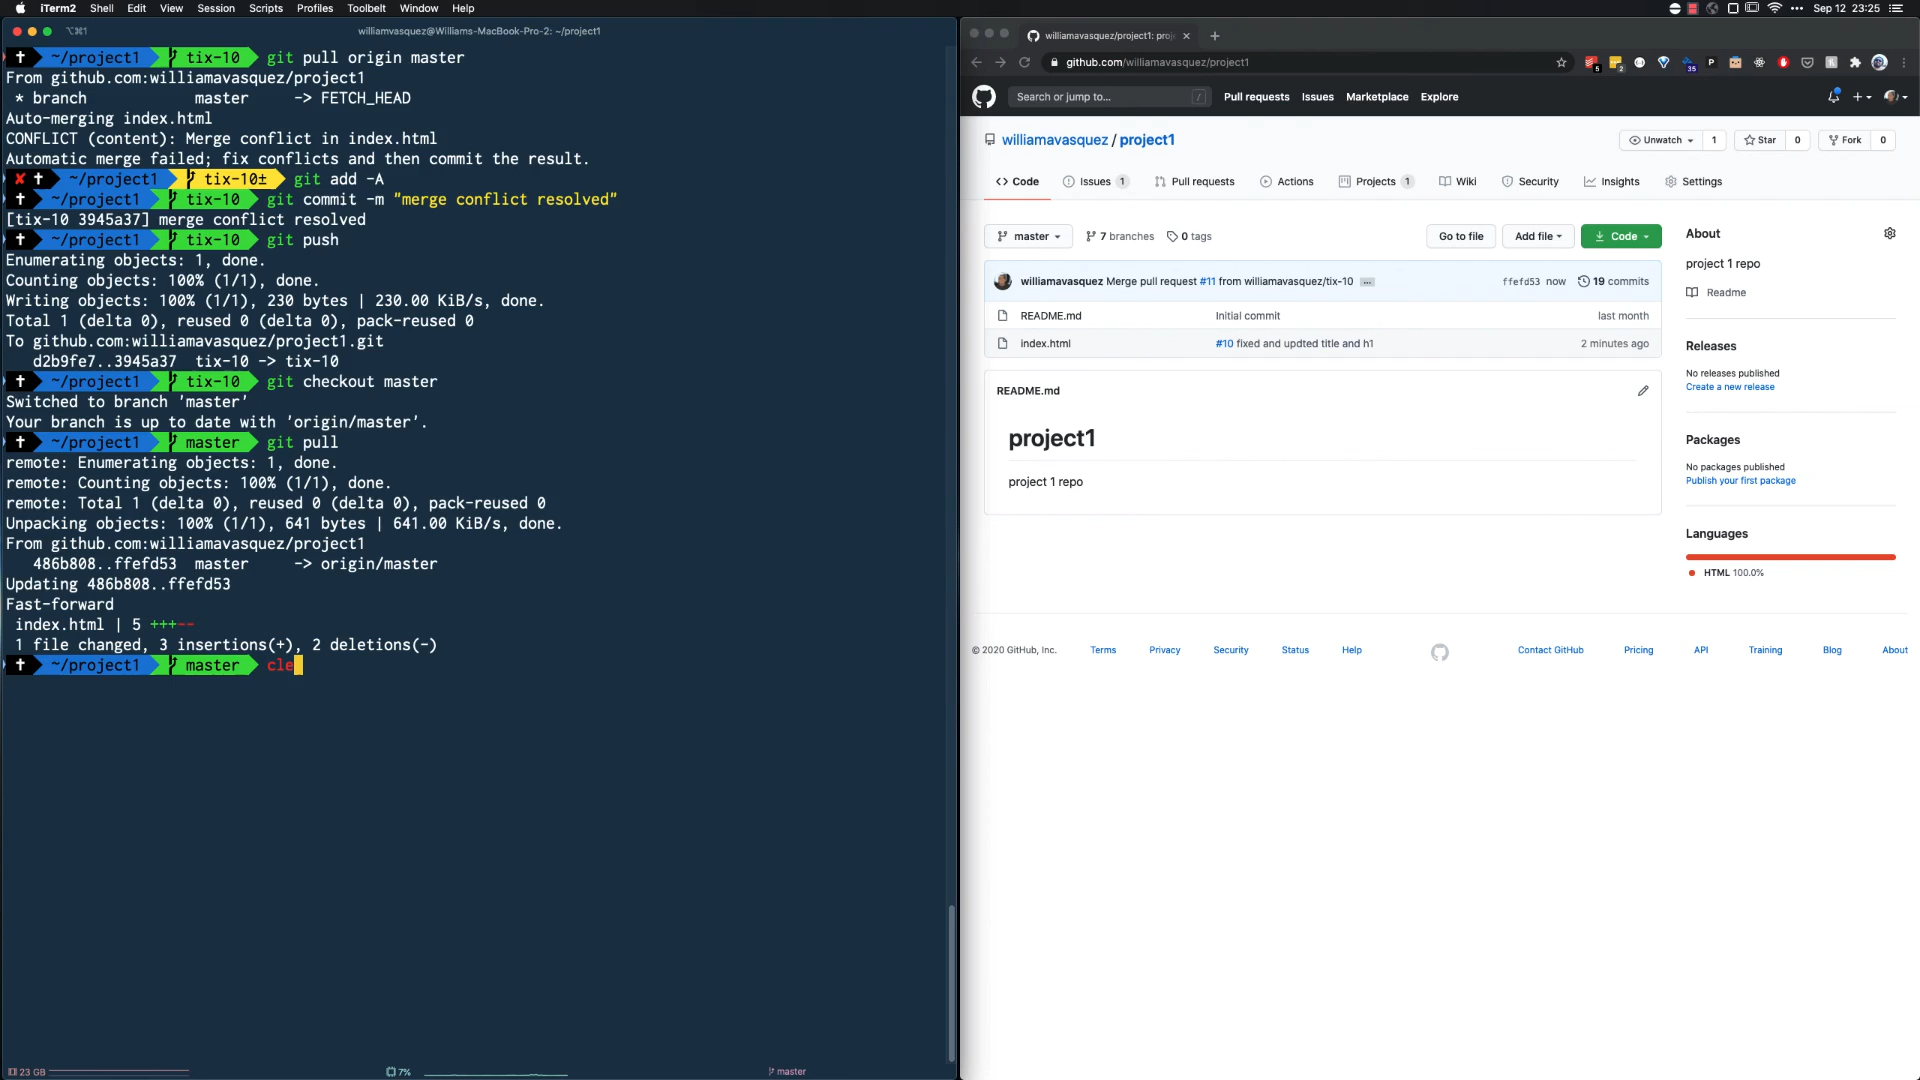 iTerm2 Shell Edit View Session Scripts Profiles Toolbelt Window Help
Sep 12 23:25
⌥⌘1 williamvasquez@Williams-MacBook-Pro-2: ~/project1
~/project1 tix-10 git pull origin master
From github.com:williamavasquez/project1
* branch master -> FETCH_HEAD
Auto-merging index.html
CONFLICT (content): Merge conflict in index.html
Automatic merge failed; fix conflicts and then commit the result.
✘ ~/project1 tix-10± git add -A
~/project1 tix-10 git commit -m "merge conflict resolved"
[tix-10 3945a37] merge conflict resolved
~/project1 tix-10 git push
Enumerating objects: 1, done.
Counting objects: 100% (1/1), done.
Writing objects: 100% (1/1), 230 bytes | 230.00 KiB/s, done.
Total 1 (delta 0), reused 0 (delta 0), pack-reused 0
To github.com:williamavasquez/project1.git
d2b9fe7..3945a37 tix-10 -> tix-10
~/project1 tix-10 git checkout master
Switched to branch 'master'
Your branch is up to date with 'origin/master'.
~/project1 master git pull
remote: Enumerating objects: 1, done.
remote: Counting objects: 100% (1/1), done.
remote: Total 1 (delta 0), reused 0 (delta 0), pack-reused 0
Unpacking objects: 100% (1/1), 641 bytes | 641.00 KiB/s, done.
From github.com:williamavasquez/project1
486b808..ffefd53 master -> origin/master
Updating 486b808..ffefd53
Fast-forward
index.html | 5 +++--
1 file changed, 3 insertions(+), 2 deletions(-)
~/project1 master cle
23 GB 7% master
williamavasquez/project1: proj
github.com/williamavasquez/project1
Search or jump to... / Pull requests Issues Marketplace Explore
williamavasquez / project1 Unwatch 1 Star 0 Fork 0
<> Code Issues 1 Pull requests Actions Projects 1 Wiki Security Insights Settings
master 7 branches 0 tags Go to file Add file Code
williamavasquez Merge pull request #11 from williamavasquez/tix-10 ... ffefd53 now 19 commits
README.md Initial commit last month
index.html #10 fixed and updted title and h1 2 minutes ago
README.md
project1
project 1 repo
About
project 1 repo
Readme
Releases
No releases published
Create a new release
Packages
No packages published
Publish your first package
Languages
HTML 100.0%
© 2020 GitHub, Inc. Terms Privacy Security Status Help Contact GitHub Pricing API Training Blog About